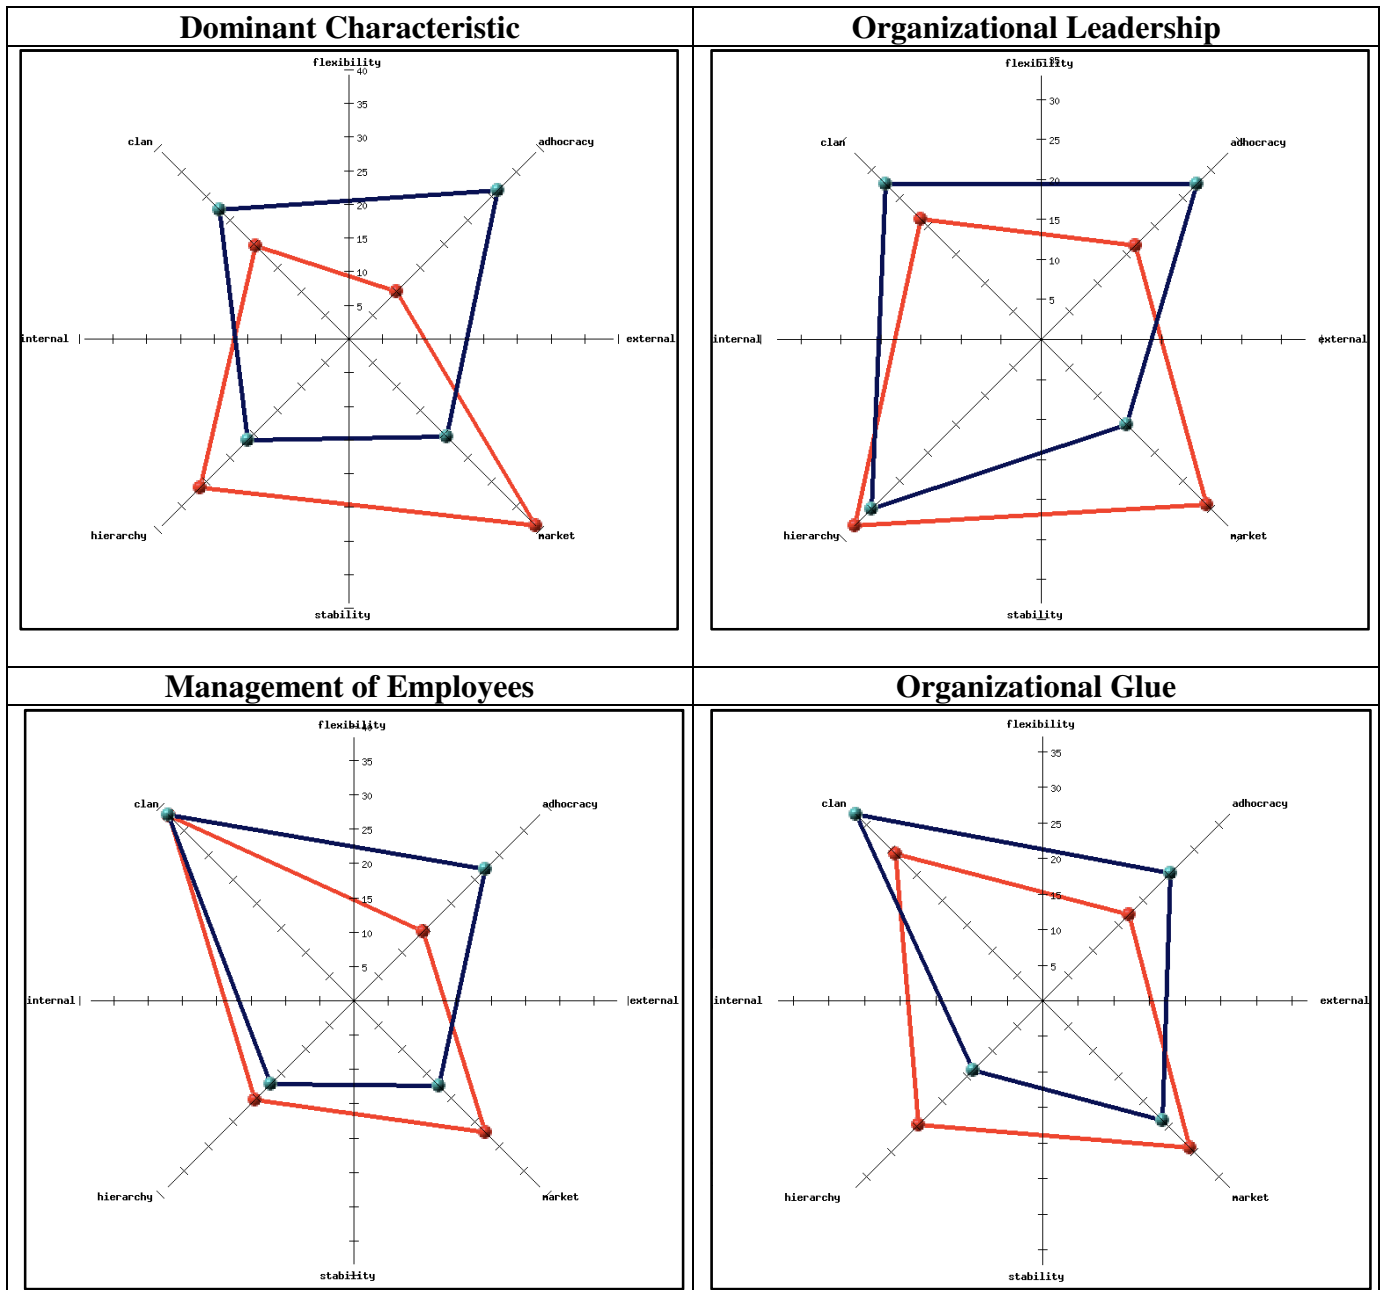 Dominant Characteristic
Organizational Leadership
flexibility
40
35
clan
adhocracy
30
25
20
15
10
5
internal
external
hierarchy
market
stability
flexibility
35
30
clan
adhocracy
25
20
15
10
5
internal
external
hierarchy
market
stability
Management of Employees
Organizational Glue
flexibility
40
35
clan
adhocracy
30
25
20
15
10
5
internal
external
hierarchy
market
stability
flexibility
35
30
clan
adhocracy
25
20
15
10
5
internal
external
hierarchy
market
stability